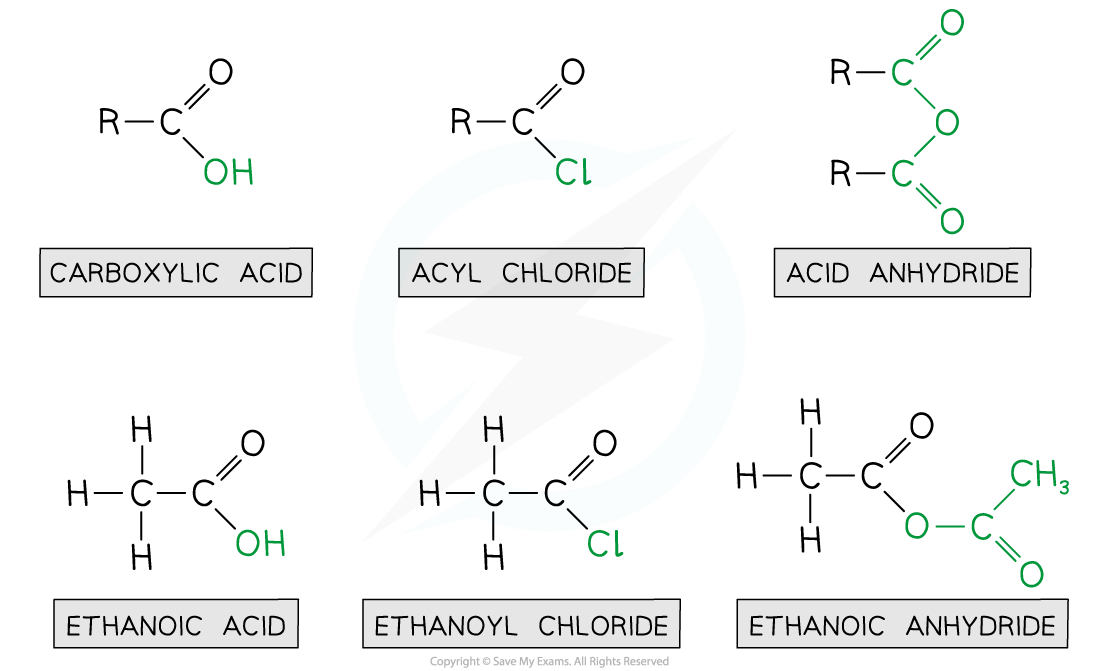 O
O
O
R C
R C
R C
O
OH
Cl
R C
O
CARBOXYLIC ACID
ACYL CHLORIDE
ACID ANHYDRIDE
H
H
H
O
O
O
H C C
H C C
H C C
CH₃
OH
Cl
O C
H
H
H
O
ETHANOIC ACID
ETHANOYL CHLORIDE
ETHANOIC ANHYDRIDE
Copyright © Save My Exams. All Rights Reserved